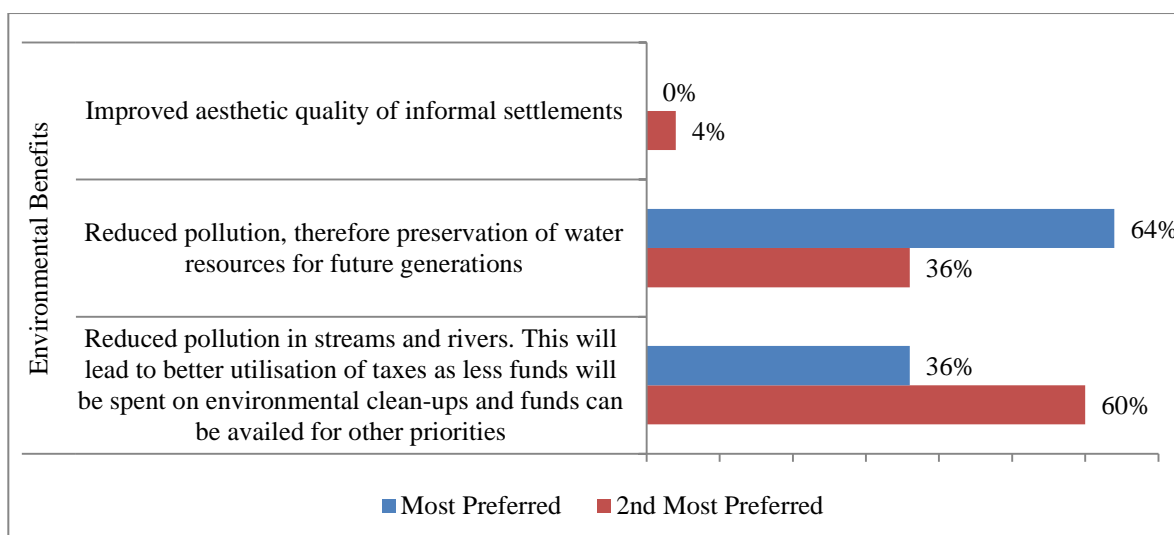 Environmental Benefits
Improved aesthetic quality of informal settlements
0%
4%
Reduced pollution, therefore preservation of water
resources for future generations
64%
36%
Reduced pollution in streams and rivers. This will
lead to better utilisation of taxes as less funds will
be spent on environmental clean-ups and funds can
be availed for other priorities
36%
60%
Most Preferred
2nd Most Preferred